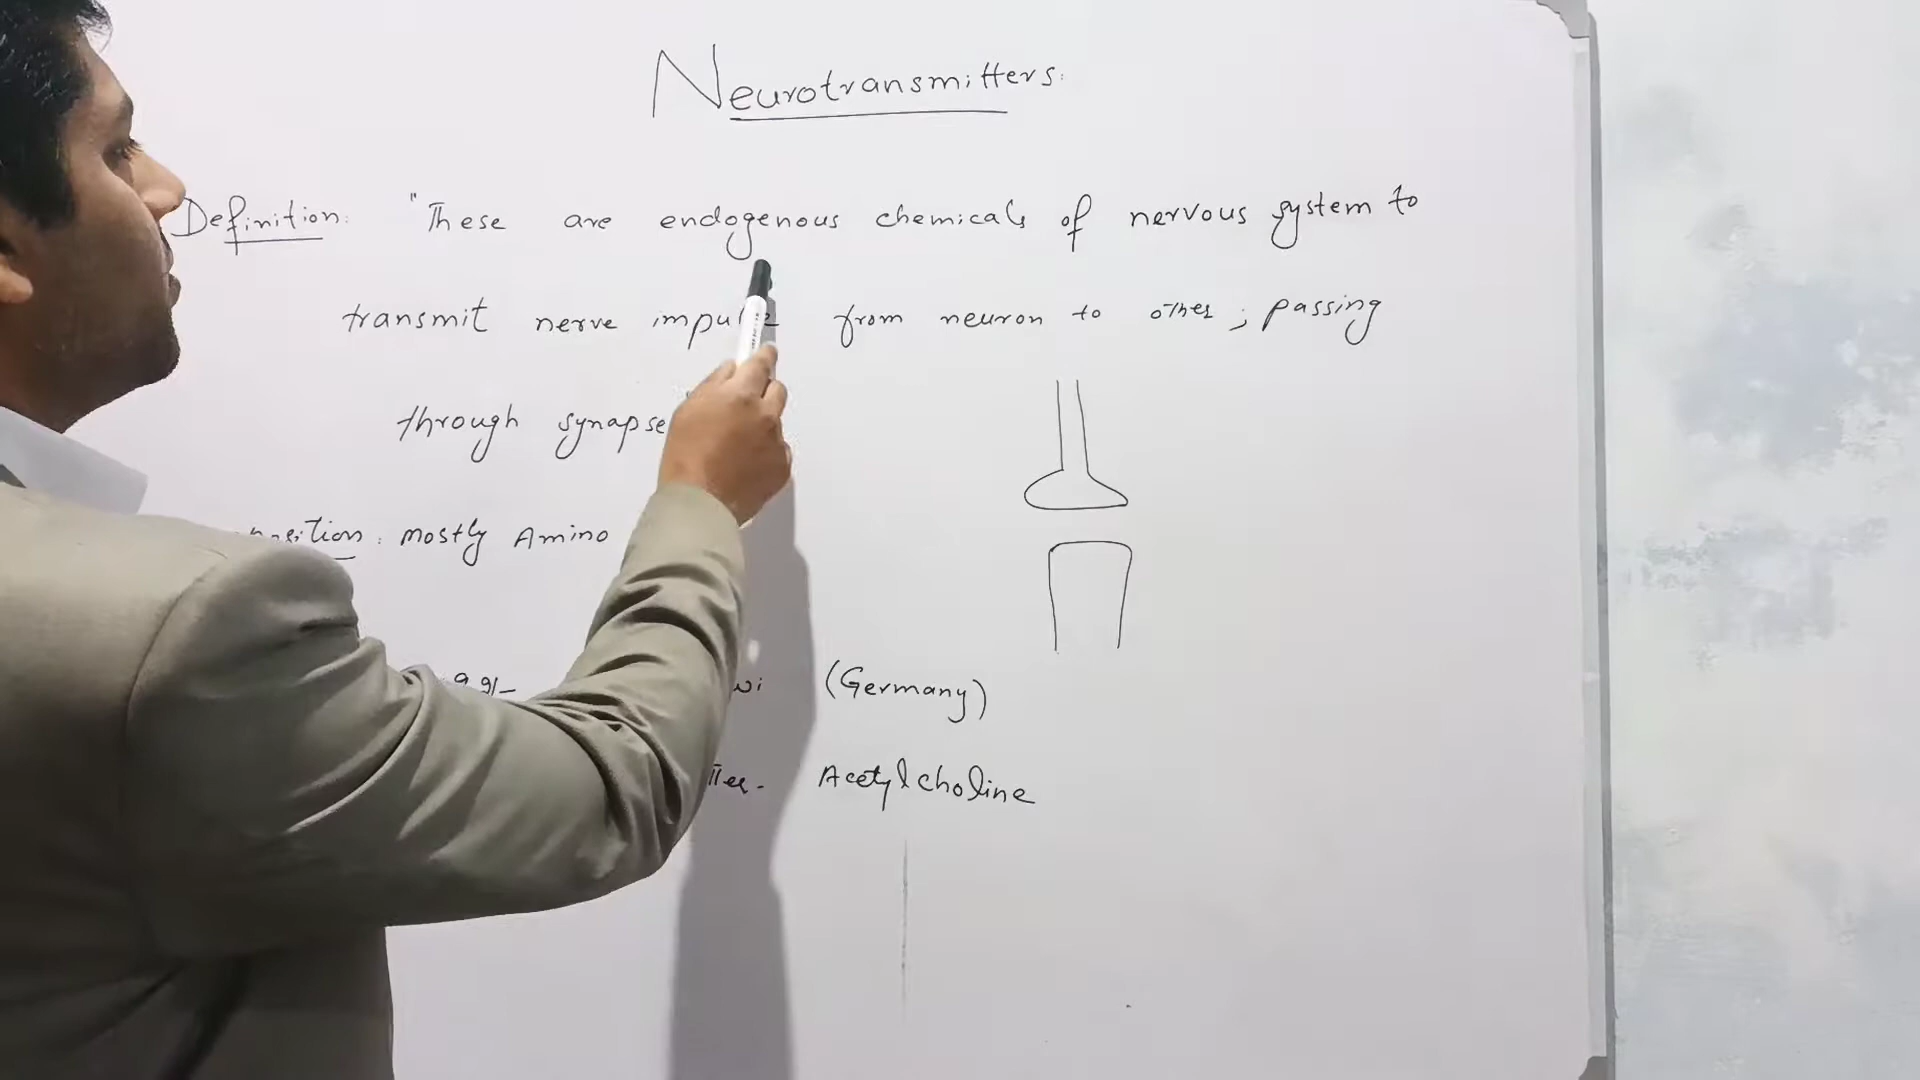 Neurotransmitters:
Definition: "These are endogenous chemicals of nervous system to
transmit nerve impulse from neuron to other; passing
through synapse"
mostly Amino
(Germany)
Acetylcholine